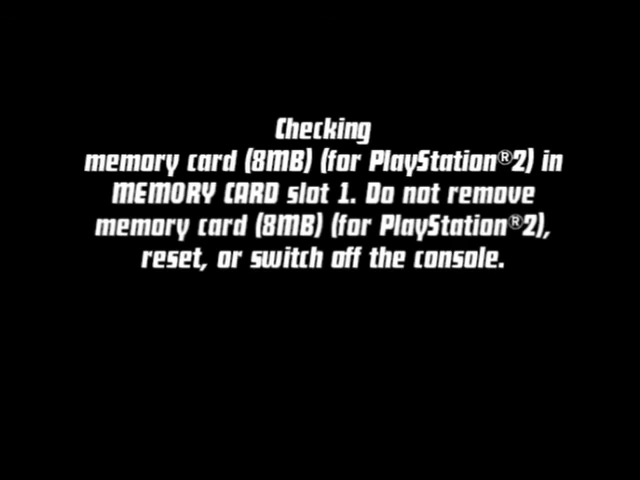 Checking
memory card (8MB) (for PlayStation®2) in
MEMORY CARD slot 1. Do not remove
memory card (8MB) (for PlayStation®2),
reset, or switch off the console.